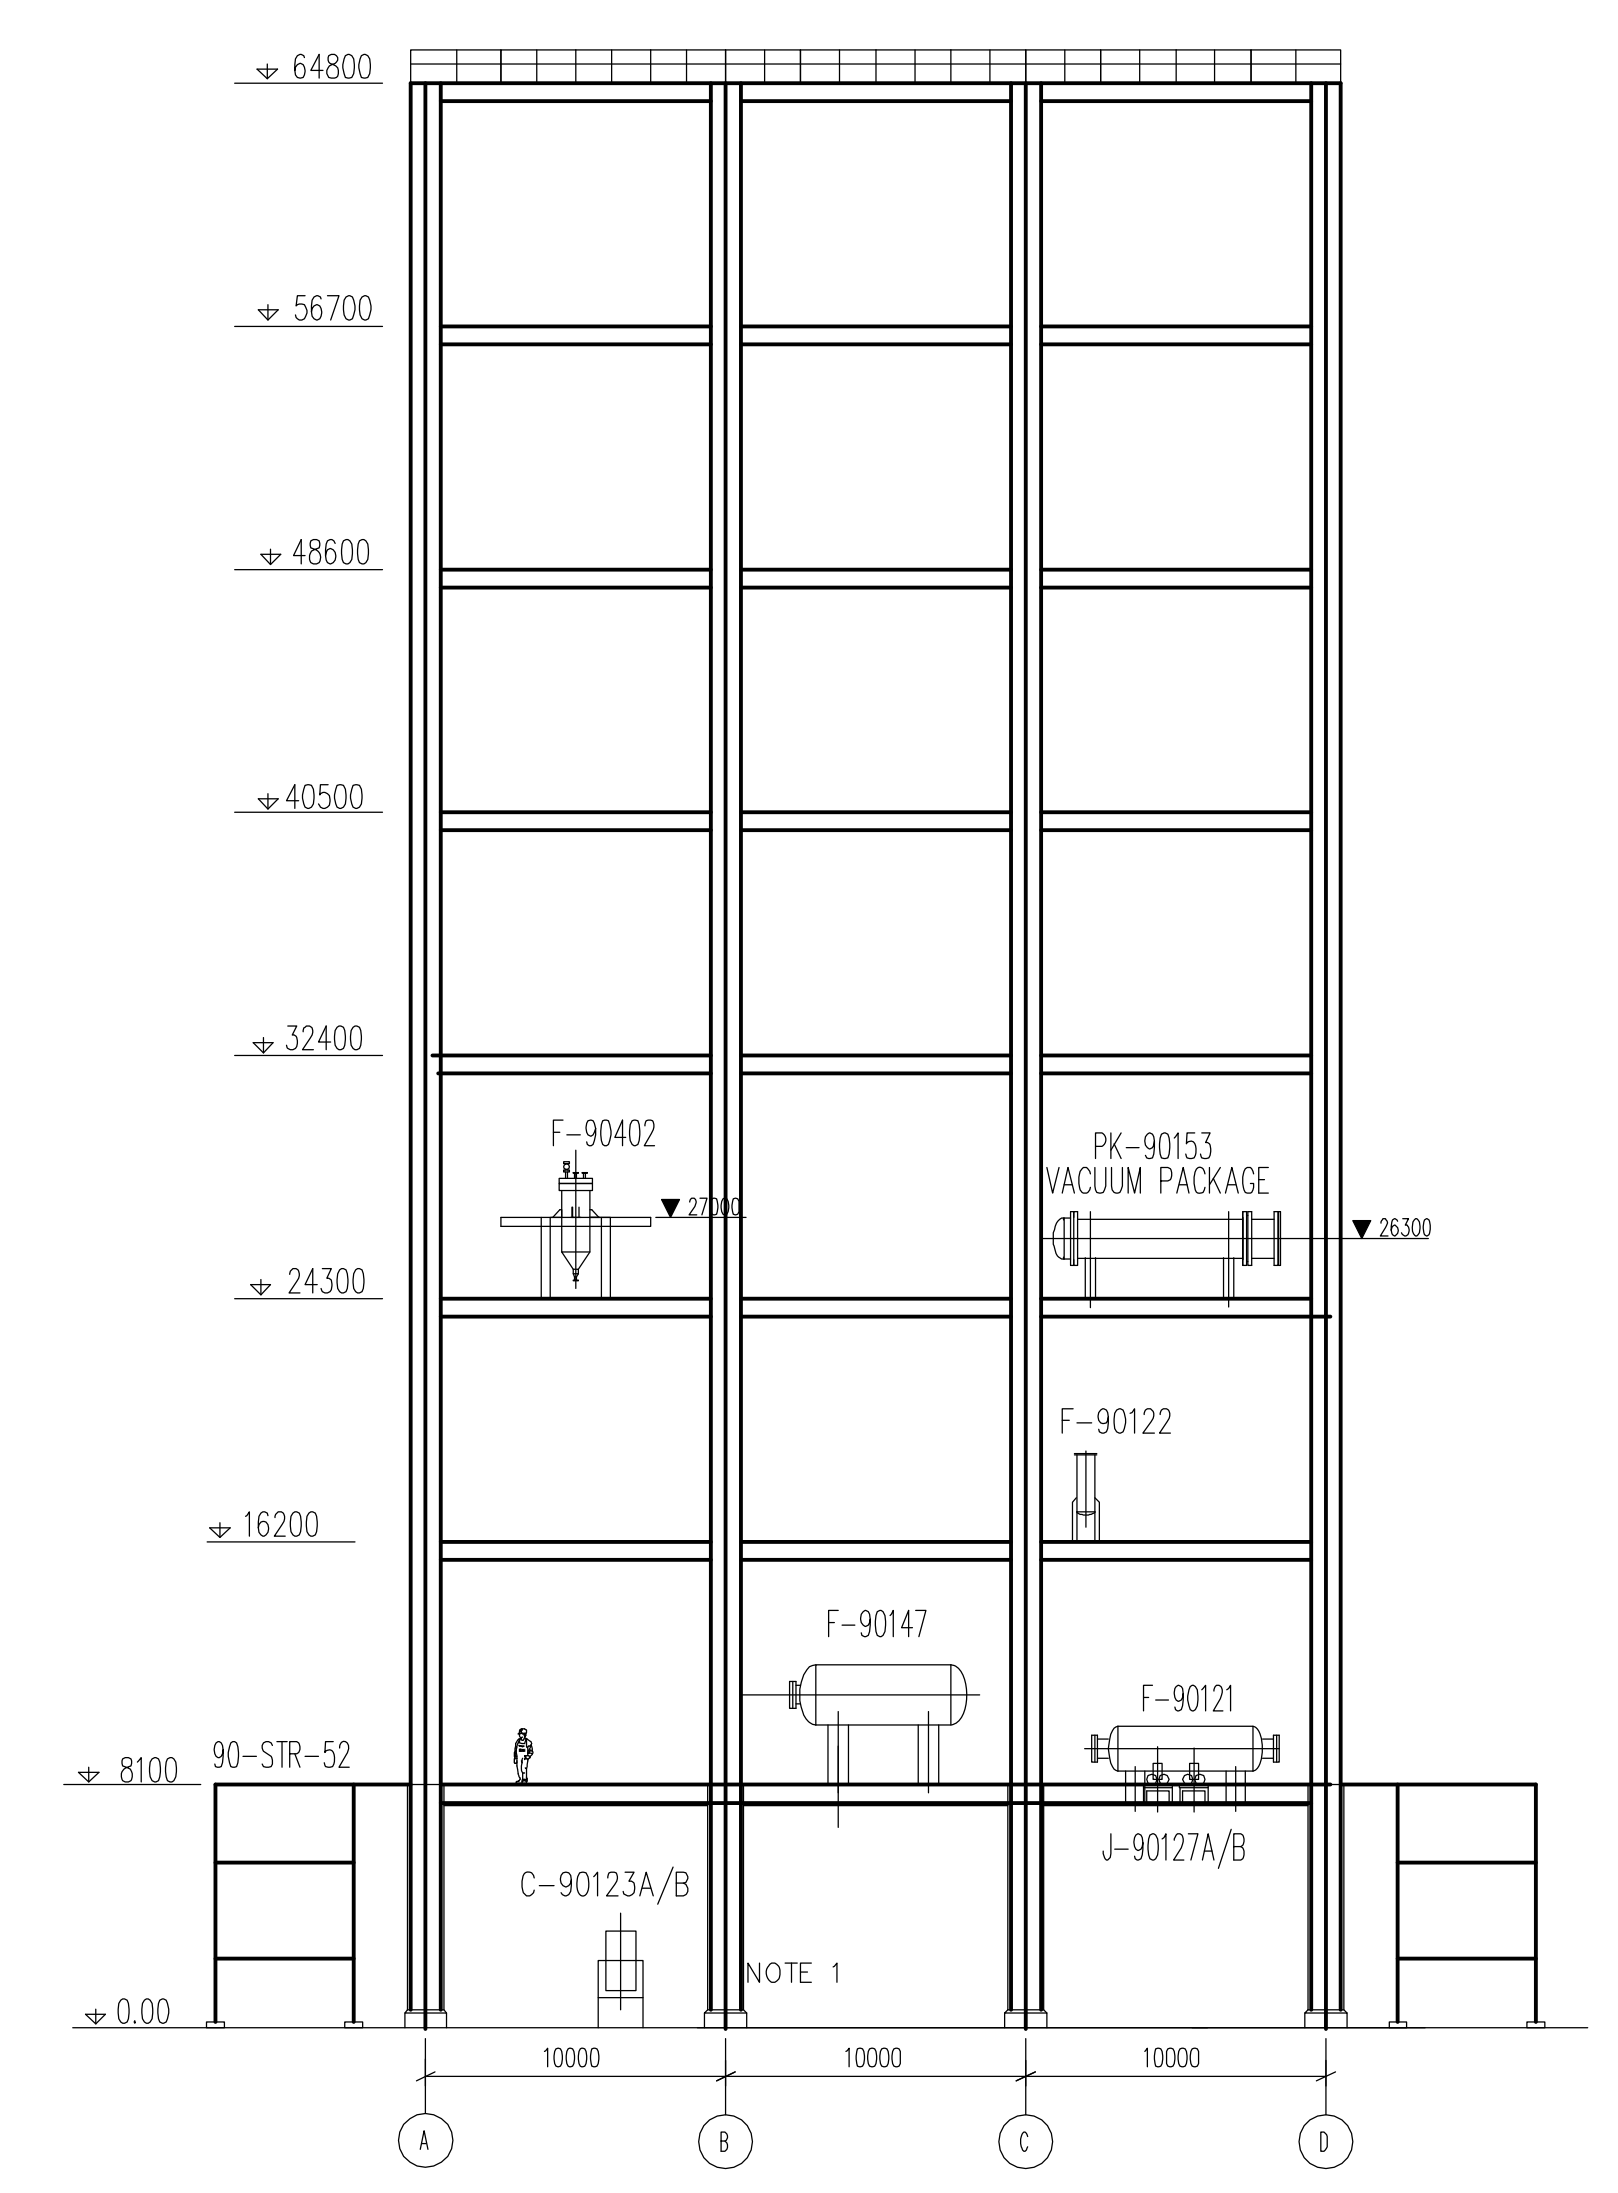 64800
56700
48600
40500
32400
F-90402
PK-90153
VACUUM PACKAGE
27000
26300
24300
F-90122
16200
F-90147
F-90121
90-STR-52
8100
J-90127A/B
C-90123A/B
NOTE 1
0.00
10000 10000 10000
A B C D